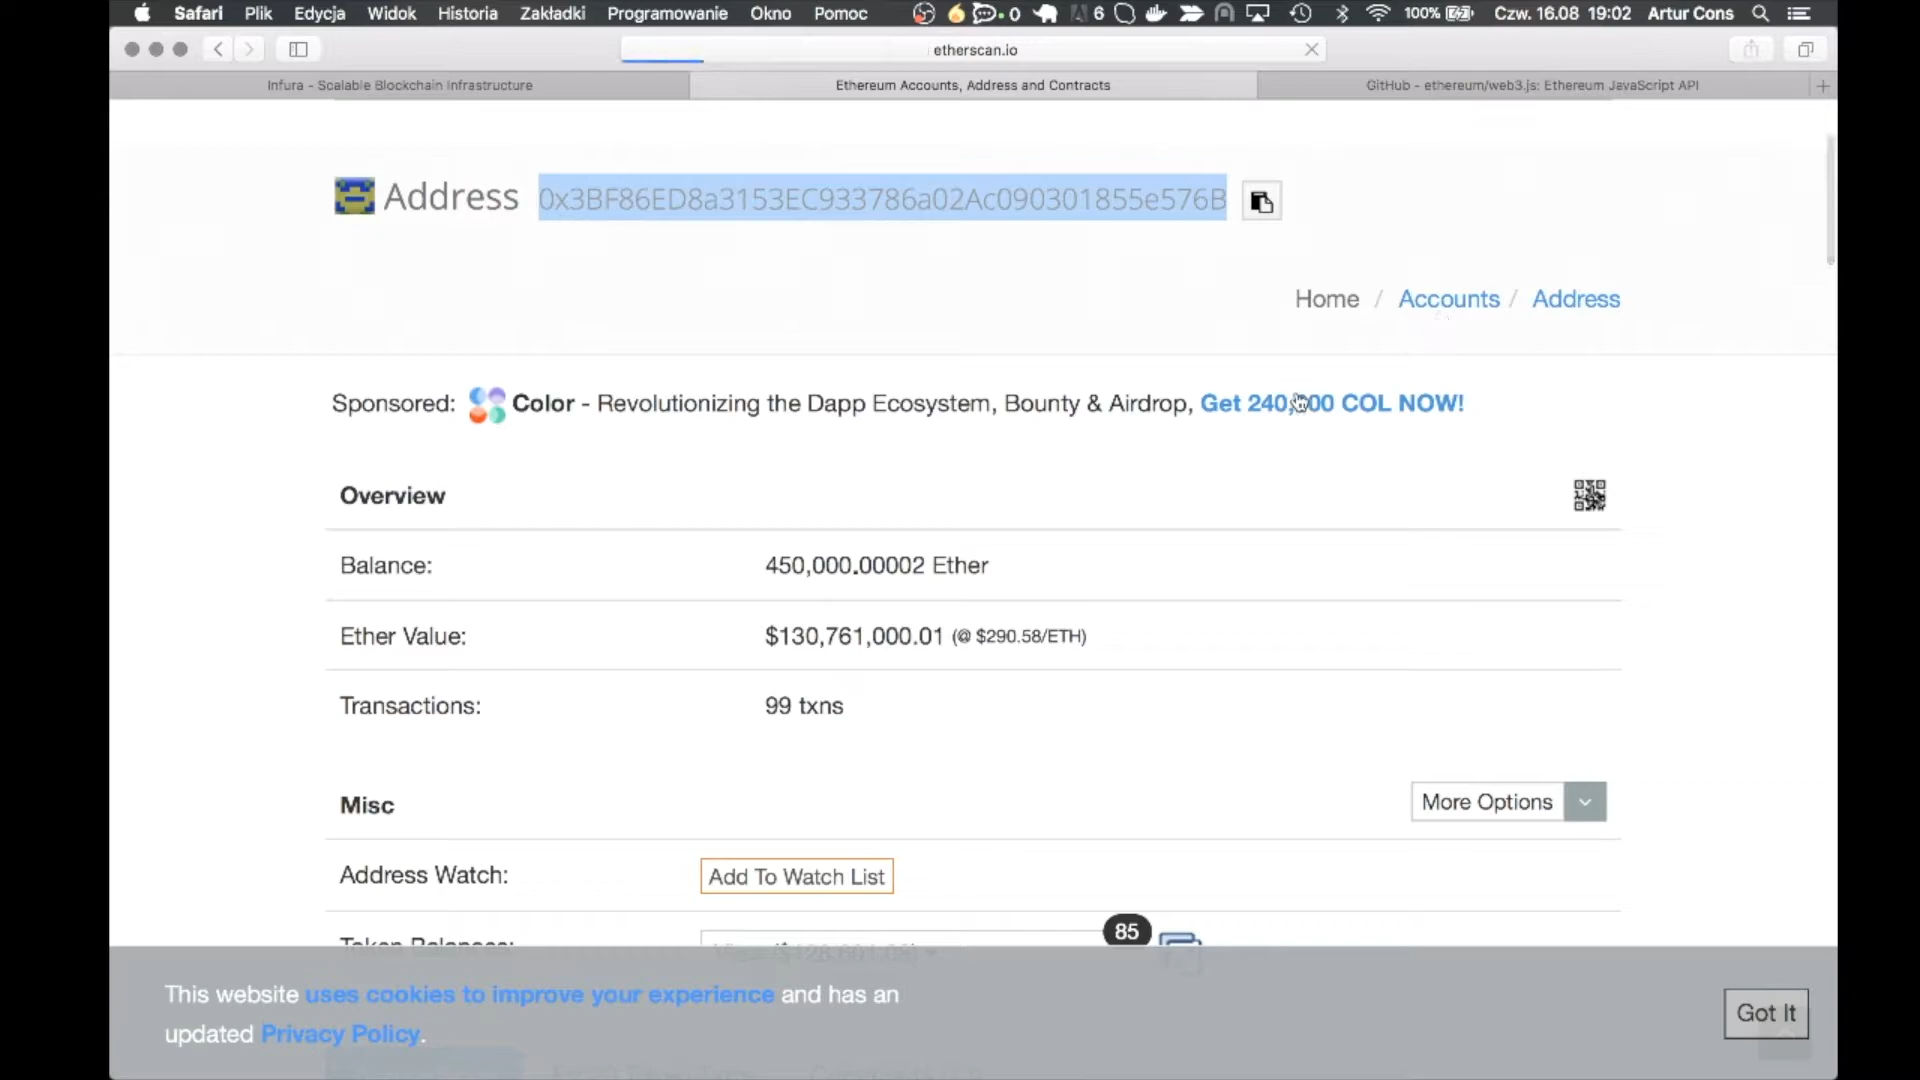 Safari Plik Edycja Widok Historia Zakładki Programowanie Okno Pomoc 0 6 100% Czw. 16.08 19:02 Artur Cons
etherscan.io
Infura - Scalable Blockchain Infrastructure Ethereum Accounts, Address and Contracts GitHub - ethereum/web3.js: Ethereum JavaScript API
Address 0x3BF86ED8a3153EC933786a02Ac090301855e576B
Home / Accounts / Address
Sponsored: Color - Revolutionizing the Dapp Ecosystem, Bounty & Airdrop, Get 240,000 COL NOW!
Overview
Balance: 450,000.00002 Ether
Ether Value: $130,761,000.01 (@ $290.58/ETH)
Transactions: 99 txns
Misc More Options
Address Watch: Add To Watch List
Token Balances: 85
This website uses cookies to improve your experience and has an
updated Privacy Policy.
Got It